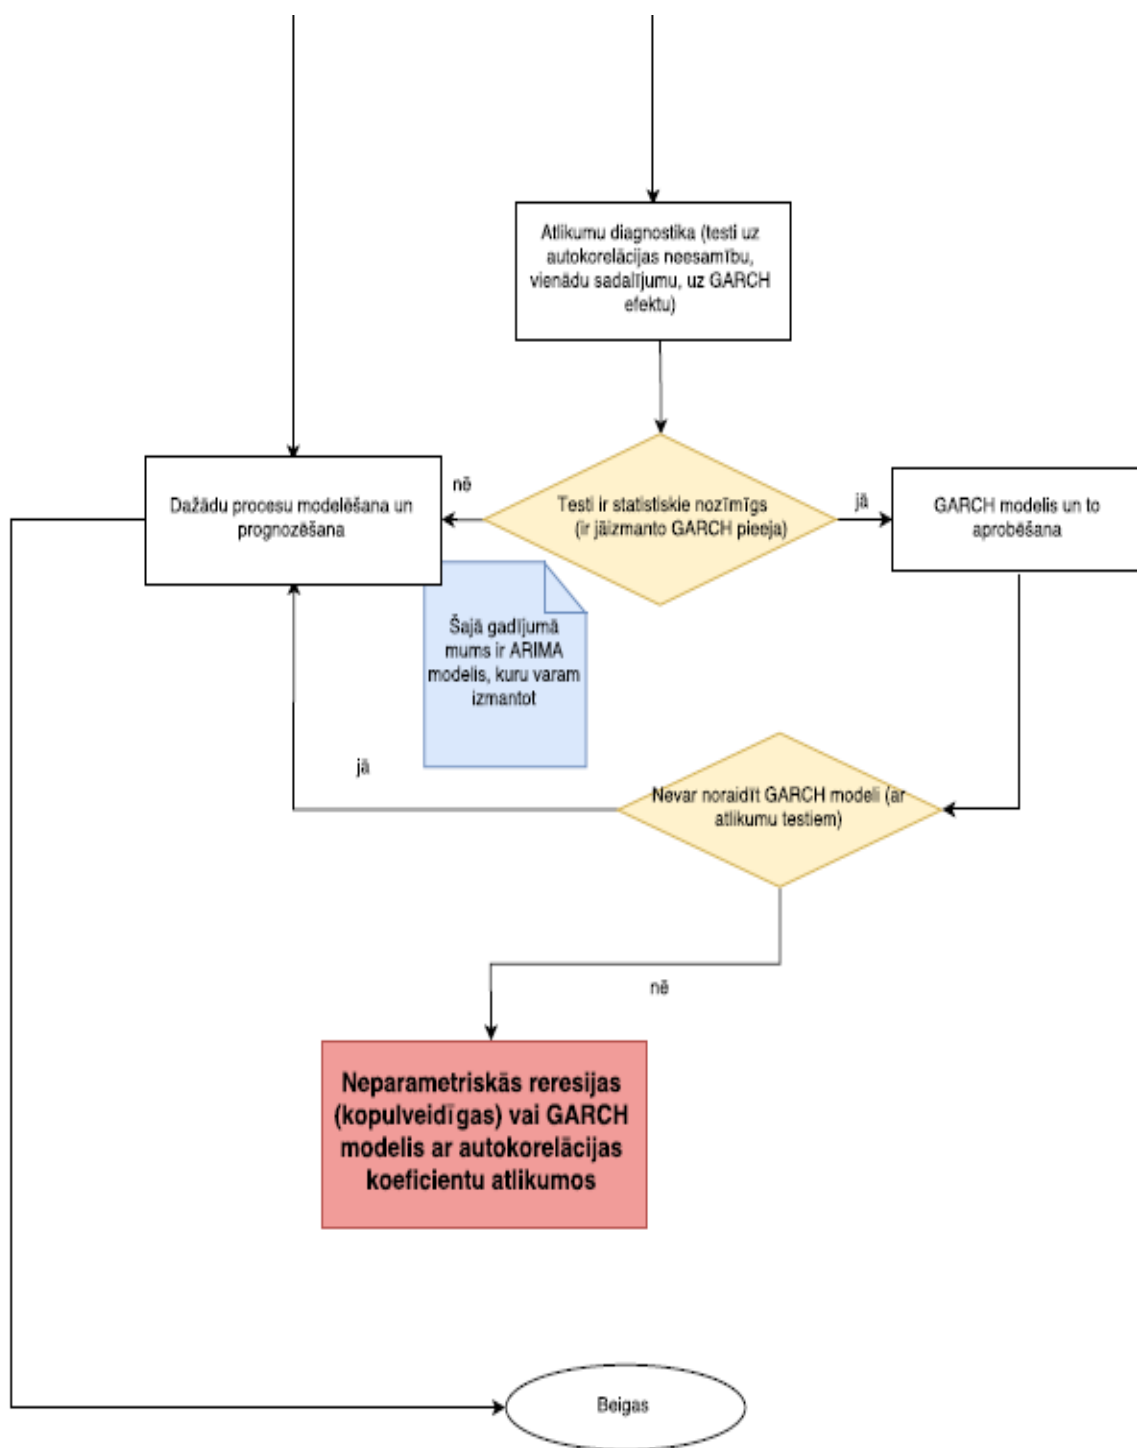 Atlikumu diagnostika (testi uz
autokorelācijas neesamību,
vienādu sadalījumu, uz GARCH
efektu)
nē
Testi ir statistiskie nozīmīgs
(ir jāizmanto GARCH pieeja)
jā
Dažādu procesu modelēšana un
prognozēšana
GARCH modelis un to
aprobēšana
Šajā gadījumā
mums ir ARIMA
modelis, kuru varam
izmantot
jā
Nevar noraidīt GARCH modeli (ar
atlikumu testiem)
nē
Neparametriskās reresijas
(kopulveidīgas) vai GARCH
modelis ar autokorelācijas
koeficientu atlikumos
Beigas